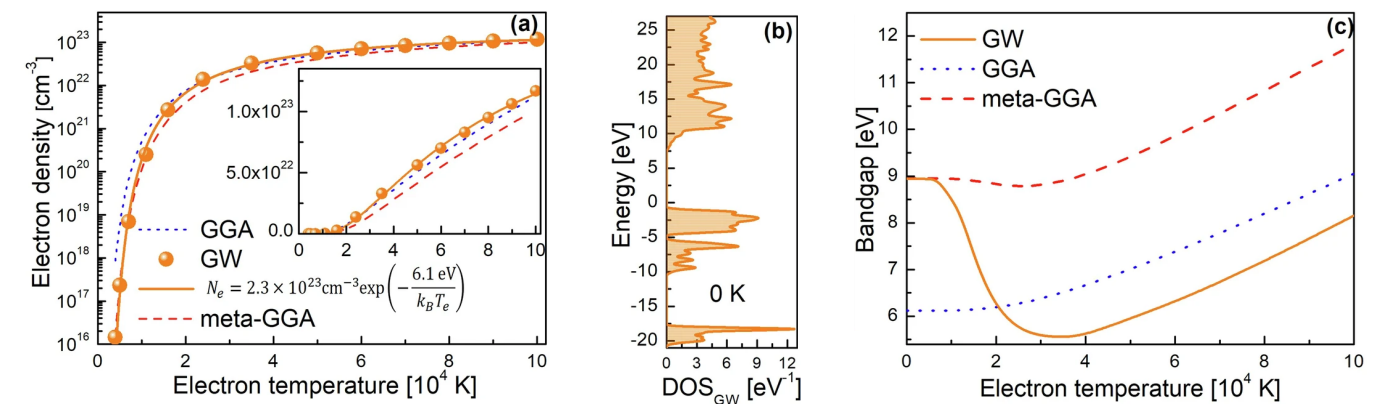 (a)
Electron density [cm⁻³]
10²³
10²²
10²¹
10²⁰
10¹⁹
10¹⁸
10¹⁷
10¹⁶
1.0x10²³
5.0x10²²
0.0
0 2 4 6 8 10
GGA
GW
Nₑ = 2.3 × 10²³cm⁻³exp(−6.1 eV/k_BTₑ)
meta-GGA
0 2 4 6 8 10
Electron temperature [10⁴ K]
(b)
Energy [eV]
25
20
15
10
5
0
-5
-10
-15
-20
0 K
0 3 6 9 12
DOS_GW [eV⁻¹]
(c)
Bandgap [eV]
12
11
10
9
8
7
6
GW
GGA
meta-GGA
0 2 4 6 8 10
Electron temperature [10⁴ K]